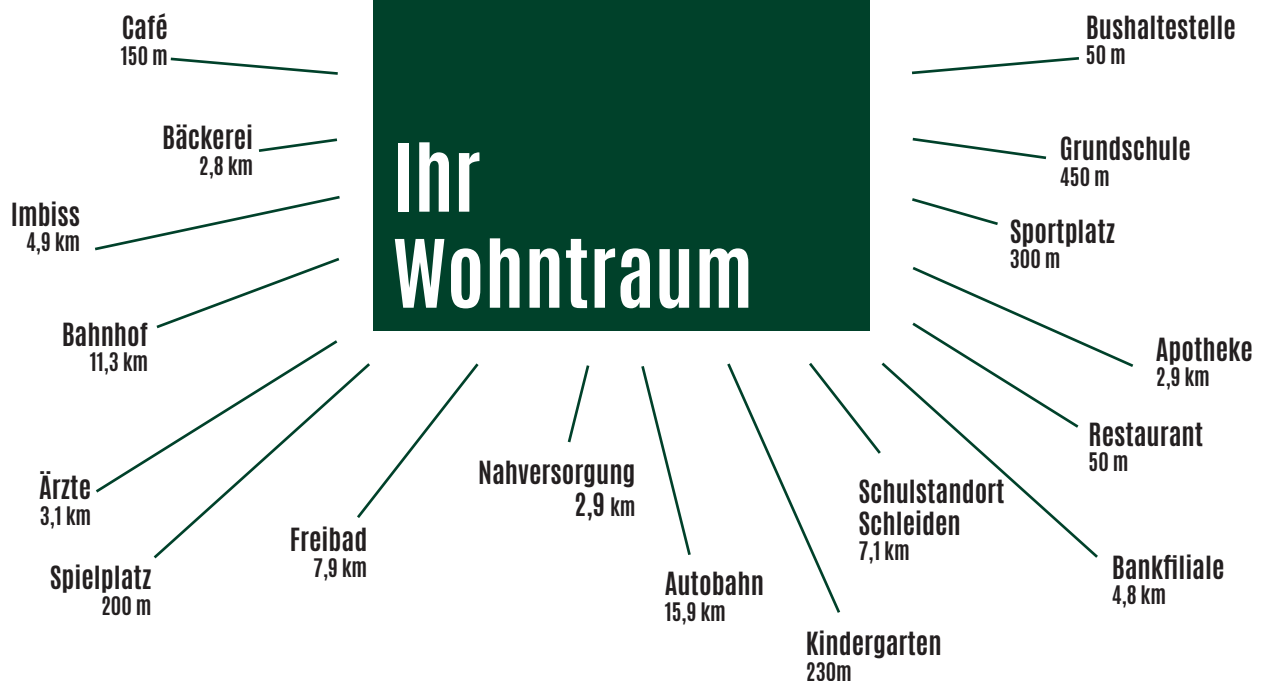 Café
150 m
Bäckerei
2,8 km
Imbiss
4,9 km
Bahnhof
11,3 km
Ärzte
3,1 km
Spielplatz
200 m
Freibad
7,9 km
Ihr
Wohntraum
Nahversorgung
2,9 km
Autobahn
15,9 km
Kindergarten
230m
Schulstandort
Schleiden
7,1 km
Bushaltestelle
50 m
Grundschule
450 m
Sportplatz
300 m
Apotheke
2,9 km
Restaurant
50 m
Bankfiliale
4,8 km